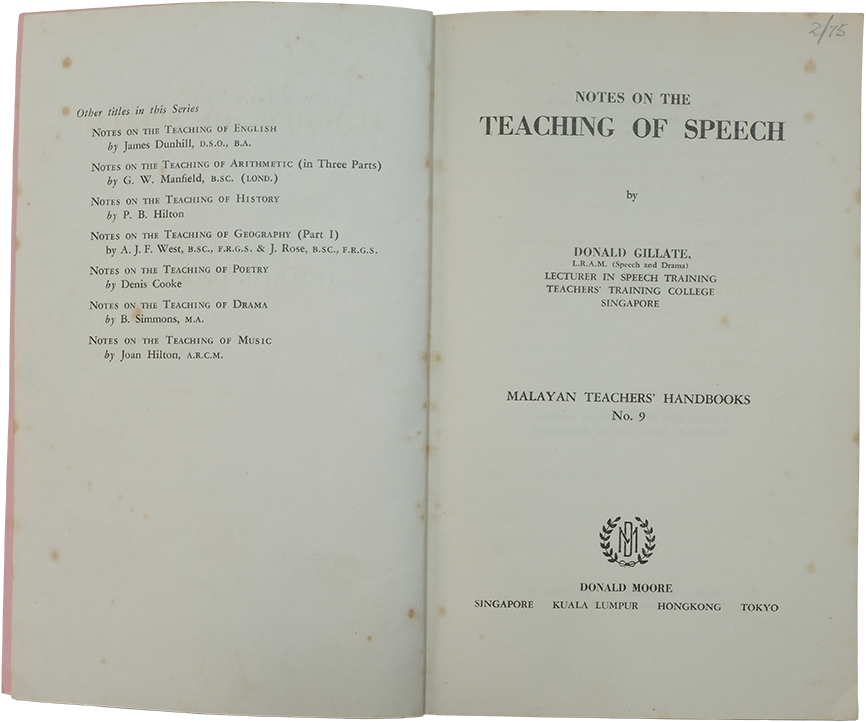 Other titles in this Series
NOTES ON THE TEACHING OF ENGLISH
by James Dunhill, D.S.O., B.A.
NOTES ON THE TEACHING OF ARITHMETIC (in Three Parts)
by G. W. Manfield, B.SC. (LOND.)
NOTES ON THE TEACHING OF HISTORY
by P. B. Hilton
NOTES ON THE TEACHING OF GEOGRAPHY (Part I)
by A. J. F. West, B.SC., F.R.G.S. & J. Rose, B.SC., F.R.G.S.
NOTES ON THE TEACHING OF POETRY
by Denis Cooke
NOTES ON THE TEACHING OF DRAMA
by B. Simmons, M.A.
NOTES ON THE TEACHING OF MUSIC
by Joan Hilton, A.R.C.M.
2/75
NOTES ON THE
TEACHING OF SPEECH
by
DONALD GILLATE,
L.R.A.M. (Speech and Drama)
LECTURER IN SPEECH TRAINING
TEACHERS' TRAINING COLLEGE
SINGAPORE
MALAYAN TEACHERS' HANDBOOKS
No. 9
DONALD MOORE
SINGAPORE KUALA LUMPUR HONGKONG TOKYO